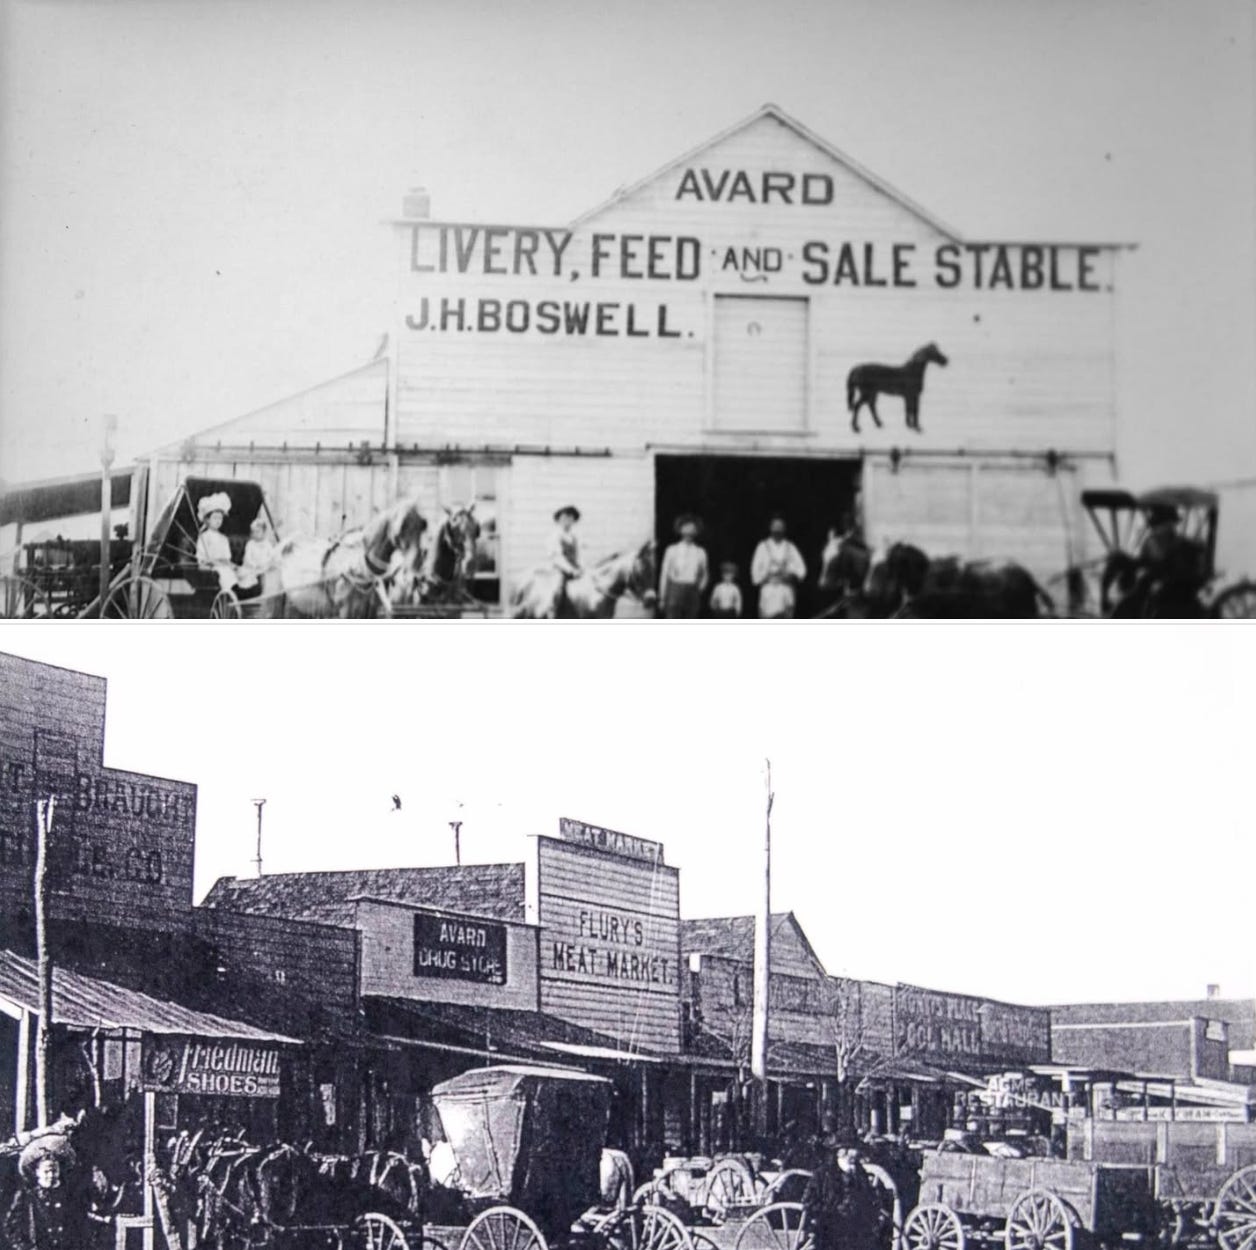 AVARD
LIVERY, FEED ·AND· SALE STABLE.
J.H.BOSWELL.
BRAUGHT
MEAT MARKET
AVARD
DRUG STORE
FLURY'S
MEAT MARKET.
POOL HALL
Friedman
SHOES
ACME
RESTAURANT